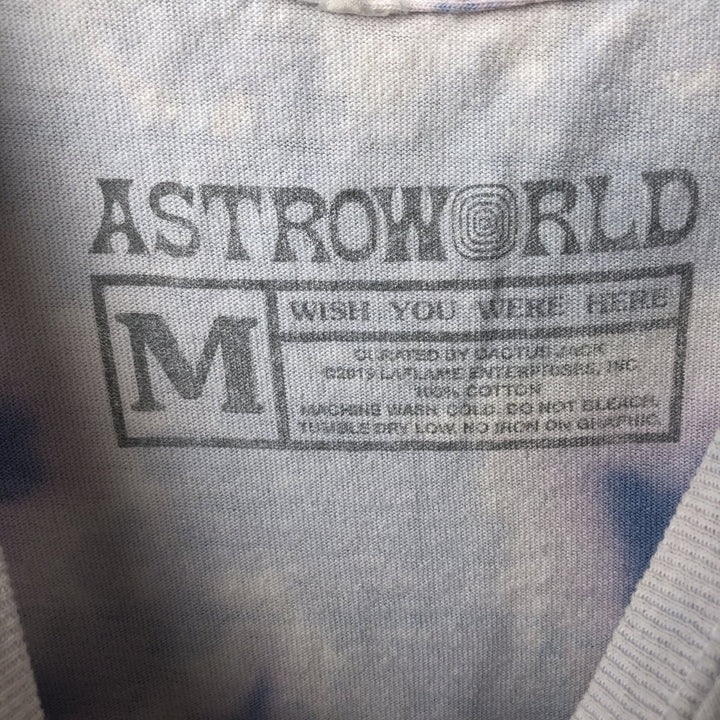 ASTROWORLD
M
WISH YOU WERE HERE
CURATED BY CACTUS JACK
©2019 LAFLAME ENTERPRISES, INC
100% COTTON
MACHINE WASH COLD. DO NOT BLEACH.
TUMBLE DRY LOW. NO IRON ON GRAPHIC.